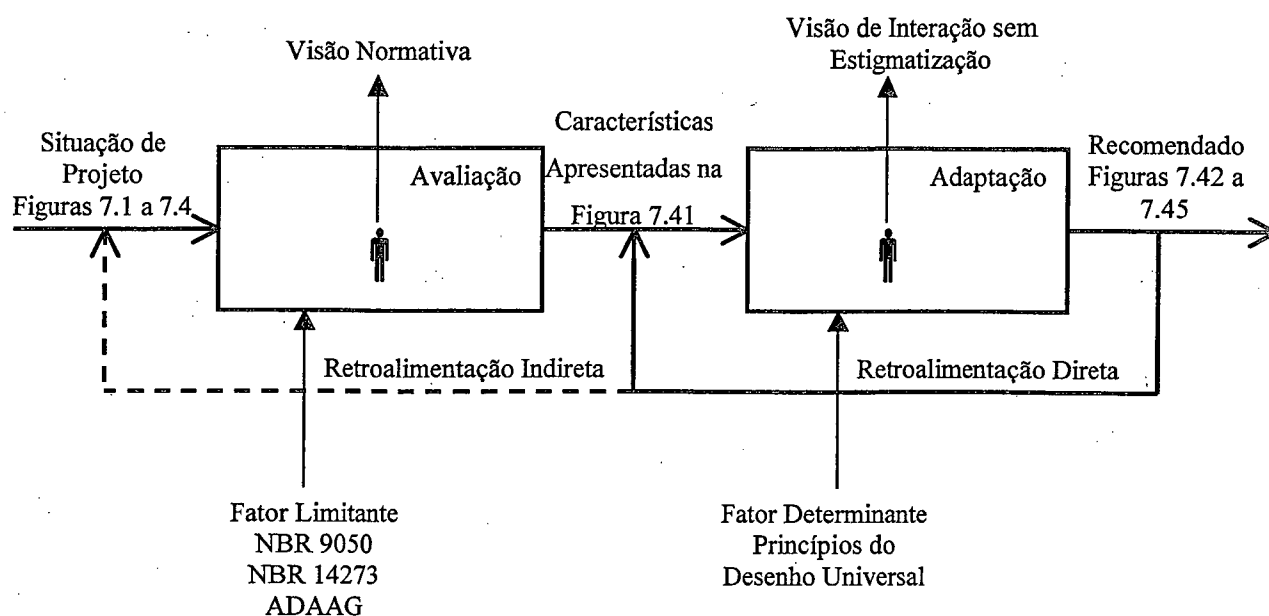 Visão Normativa
Visão de Interação sem
Estigmatização
Situação de
Projeto
Figuras 7.1 a 7.4
Avaliação
Características
Apresentadas na
Figura 7.41
Adaptação
Recomendado
Figuras 7.42 a
7.45
Retroalimentação Indireta
Retroalimentação Direta
Fator Limitante
NBR 9050
NBR 14273
ADAAG
Fator Determinante
Princípios do
Desenho Universal